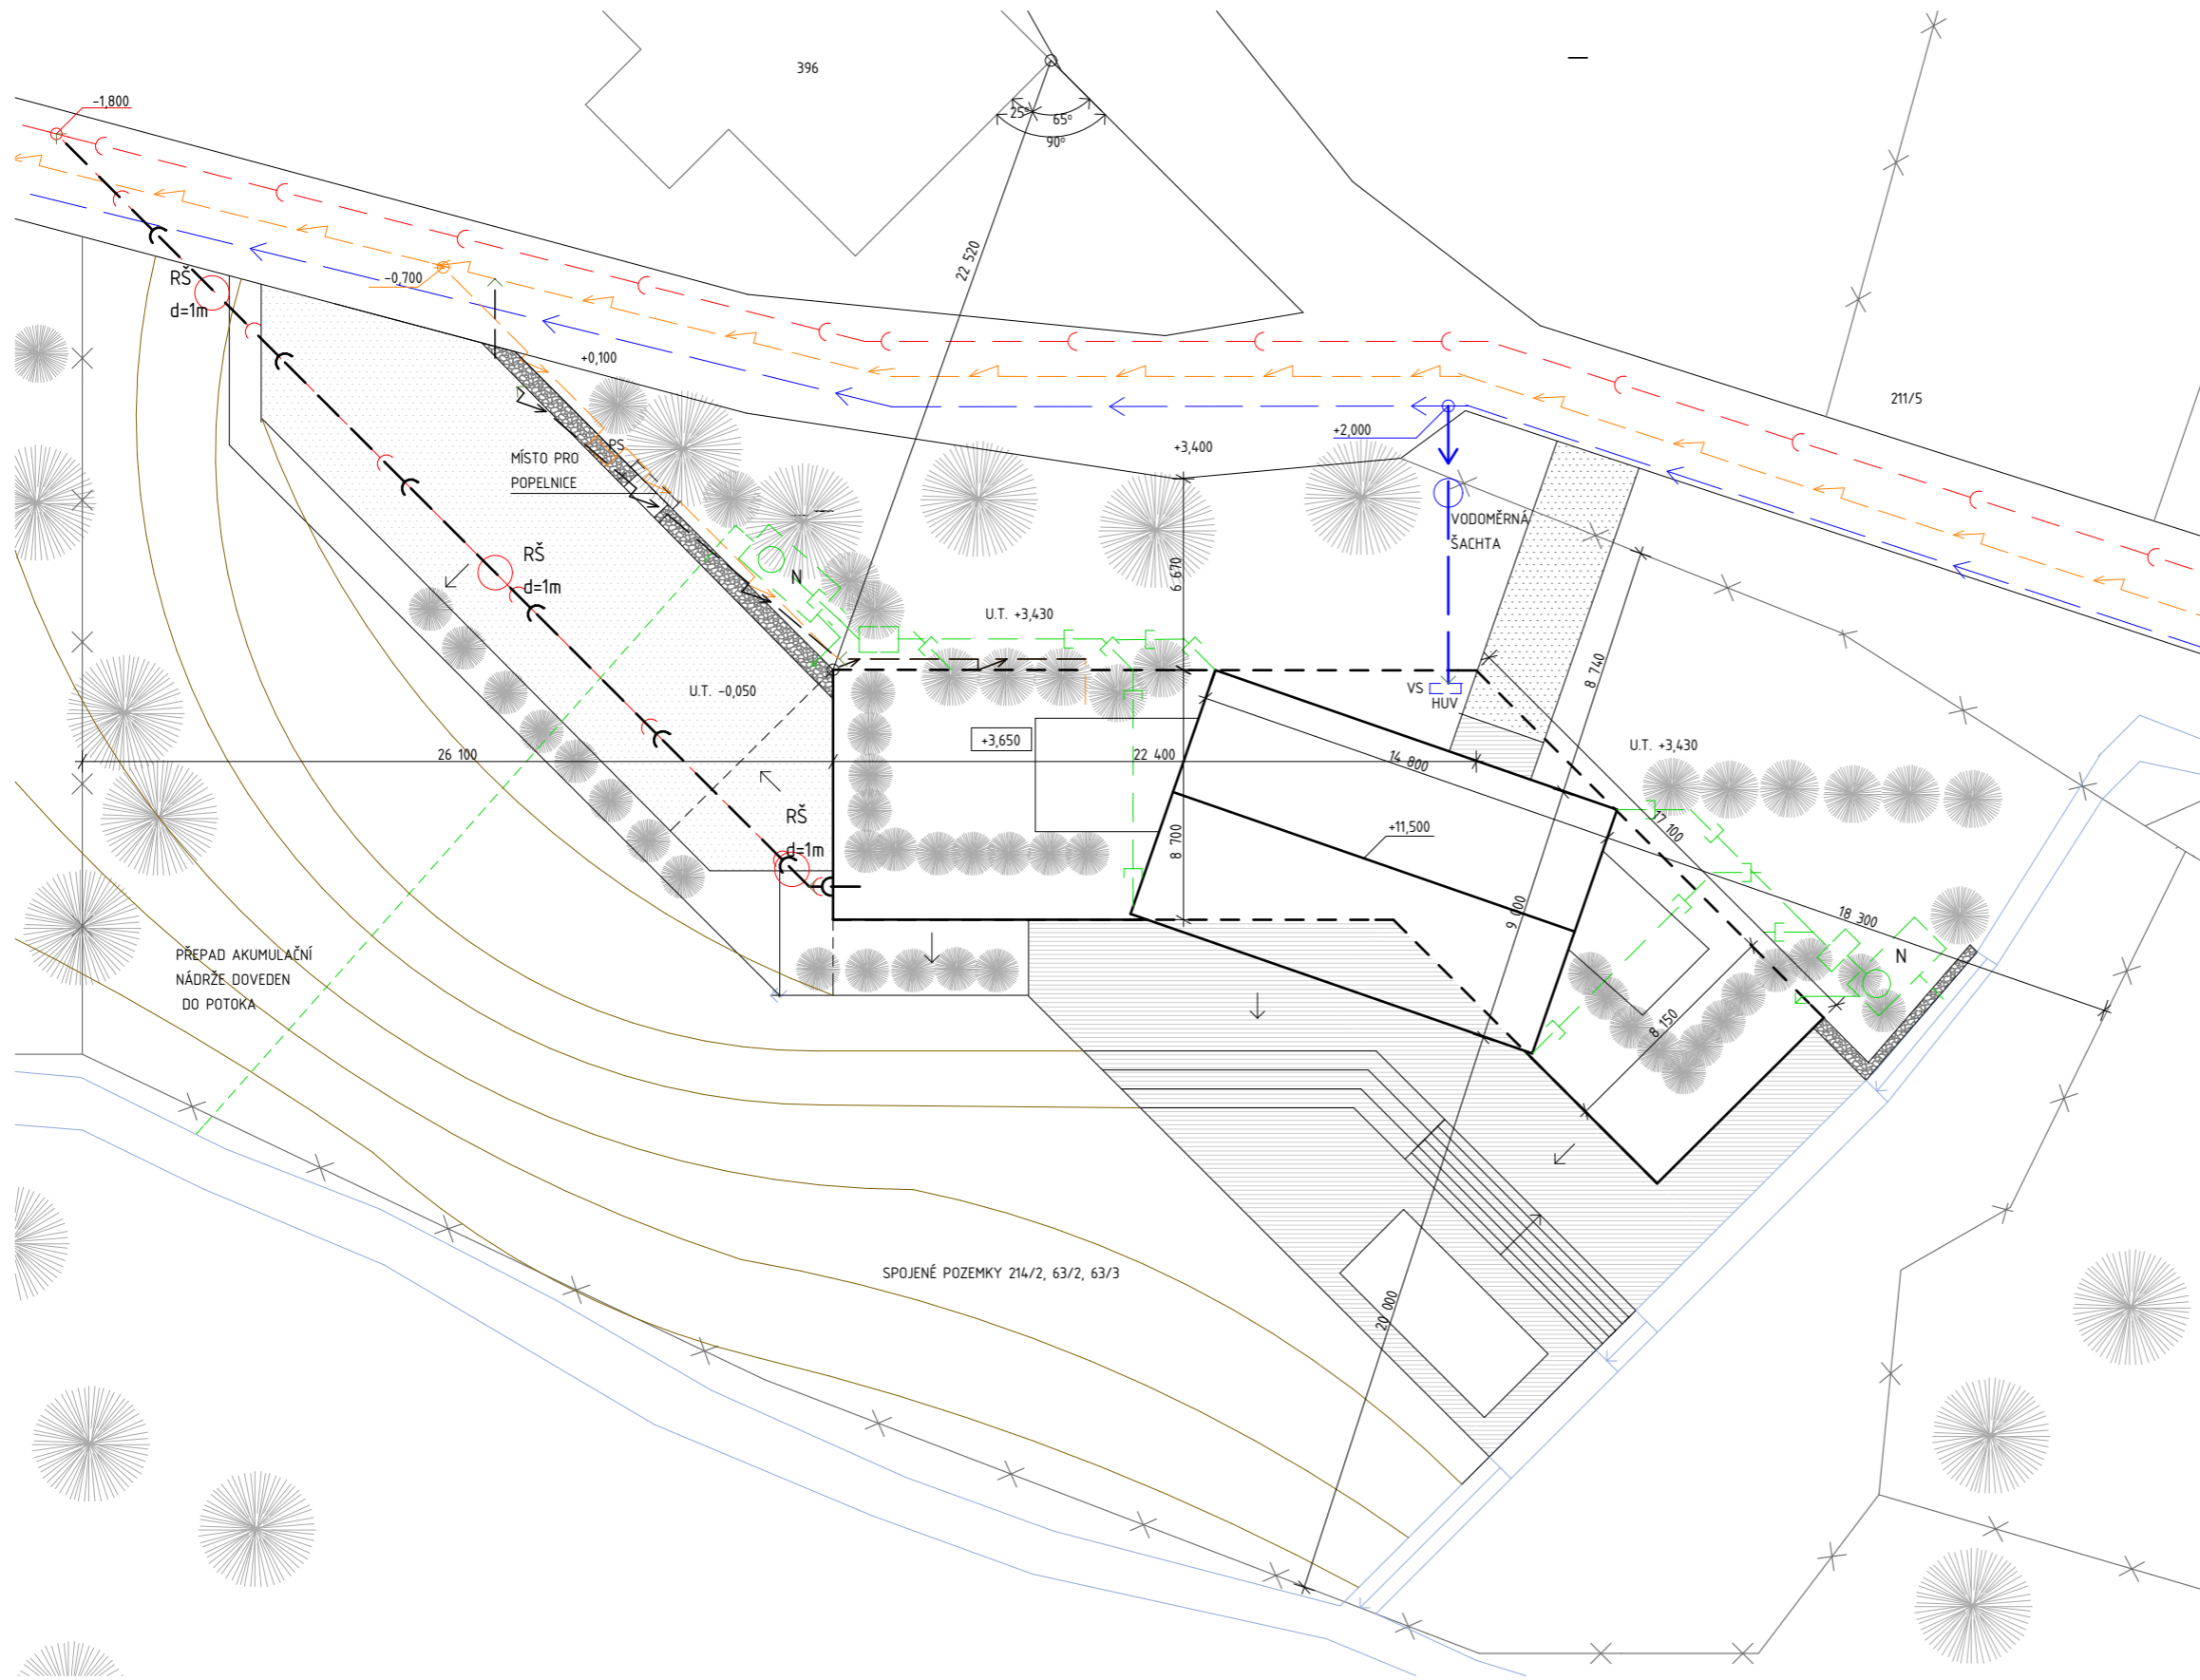 396
-1,800
25°
65°
90°
22 520
-0,700
RŠ
d=1m
+0,100
211/5
+2,000
+3,400
PS
MÍSTO PRO
POPELNICE
VODOMĚRNÁ
ŠACHTA
RŠ
d=1m
N
6 670
U.T. +3,430
8 740
U.T. -0,050
VS
HUV
+3,650
U.T. +3,430
26 100
22 400
14 800
RŠ
d=1m
17 100
+11,500
8 700
9 000
18 300
N
PŘEPAD AKUMULAČNÍ
NÁDRŽE DOVEDEN
DO POTOKA
8 150
SPOJENÉ POZEMKY 214/2, 63/2, 63/3
20 000